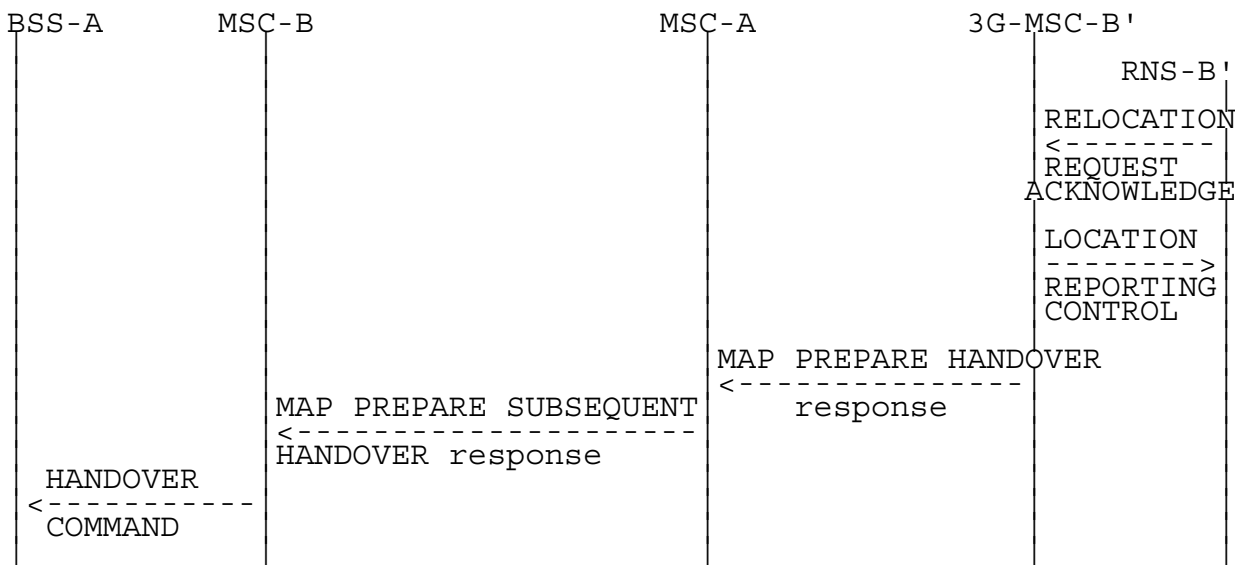 BSS-A MSC-B MSC-A 3G-MSC-B'
RNS-B'
RELOCATION
REQUEST
ACKNOWLEDGE
LOCATION
REPORTING
CONTROL
MAP PREPARE HANDOVER
response
MAP PREPARE SUBSEQUENT
HANDOVER response
HANDOVER
COMMAND